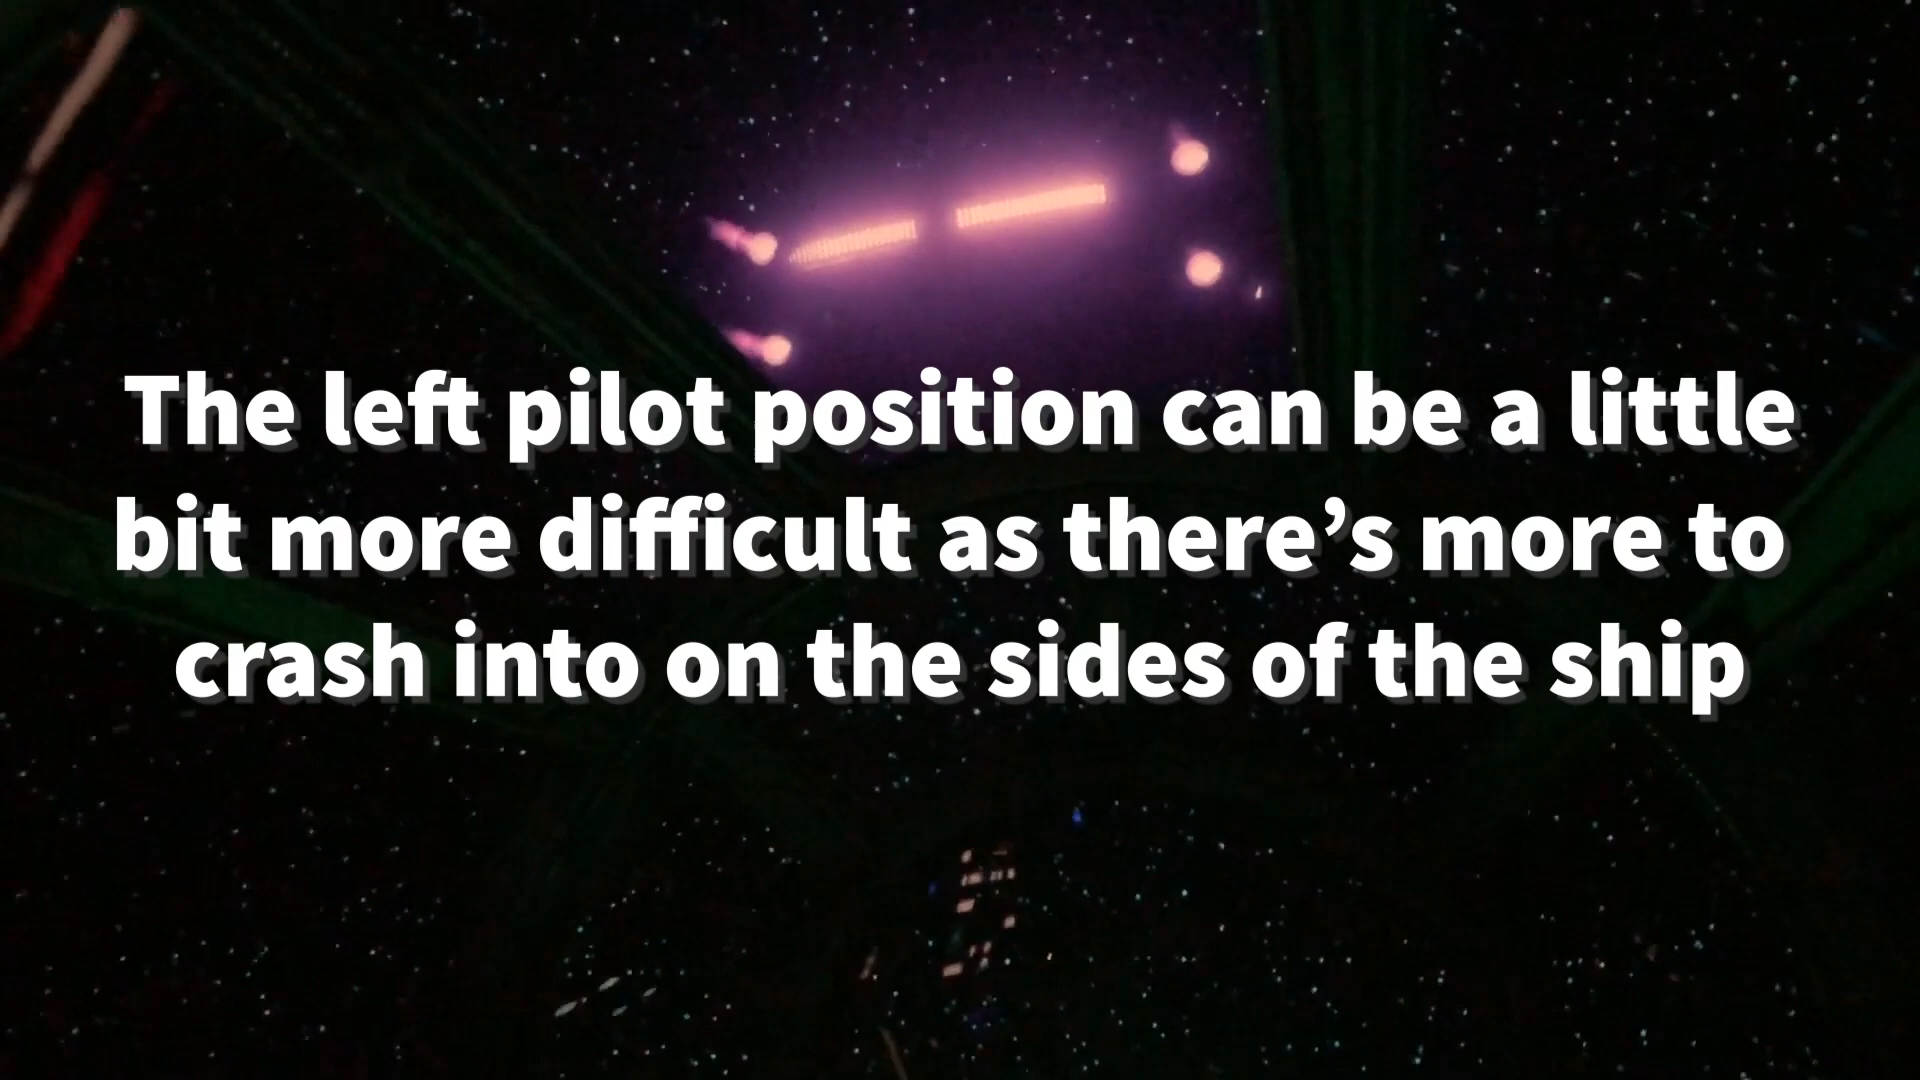 The left pilot position can be a little
bit more difficult as there’s more to
crash into on the sides of the ship